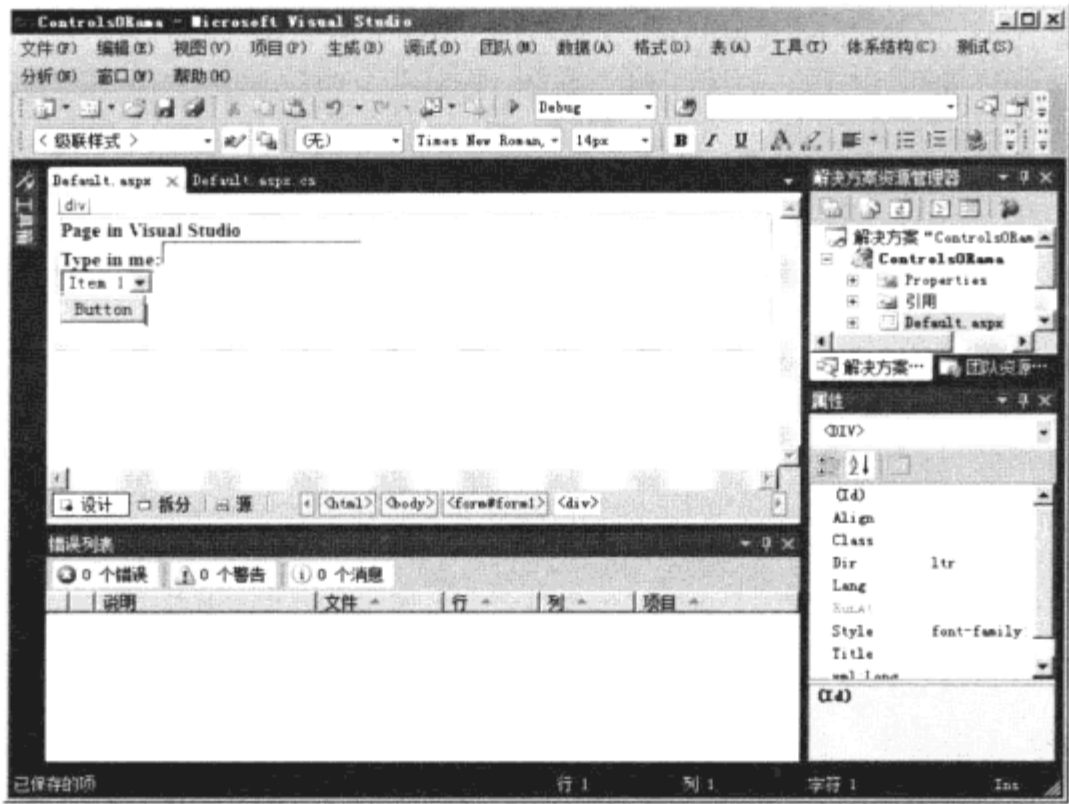 ControlsORama - Microsoft Visual Studio
文件(F) 编辑(E) 视图(V) 项目(P) 生成(B) 调试(D) 团队(M) 数据(A) 格式(O) 表(A) 工具(T) 体系结构(C) 测试(S)
分析(N) 窗口(W) 帮助(H)
Debug
< 级联样式 > (无) Times New Roman, 14px B I U A
工具箱
Default.aspx Default.aspx.cs
div
Page in Visual Studio
Type in me:
Item 1
Button
设计 拆分 源 <html> <body> <form#form1> <div>
错误列表
0 个错误 0 个警告 0 个消息
说明 文件 行 列 项目
解决方案资源管理器
解决方案 "ControlsORam
ControlsORama
Properties
引用
Default.aspx
解决方案… 团队资源…
属性
<DIV>
(Id)
Align
Class
Dir ltr
Lang
RunAt
Style font-family:
Title
xml Lang
(Id)
已保存的项 行 1 列 1 字符 1 Ins